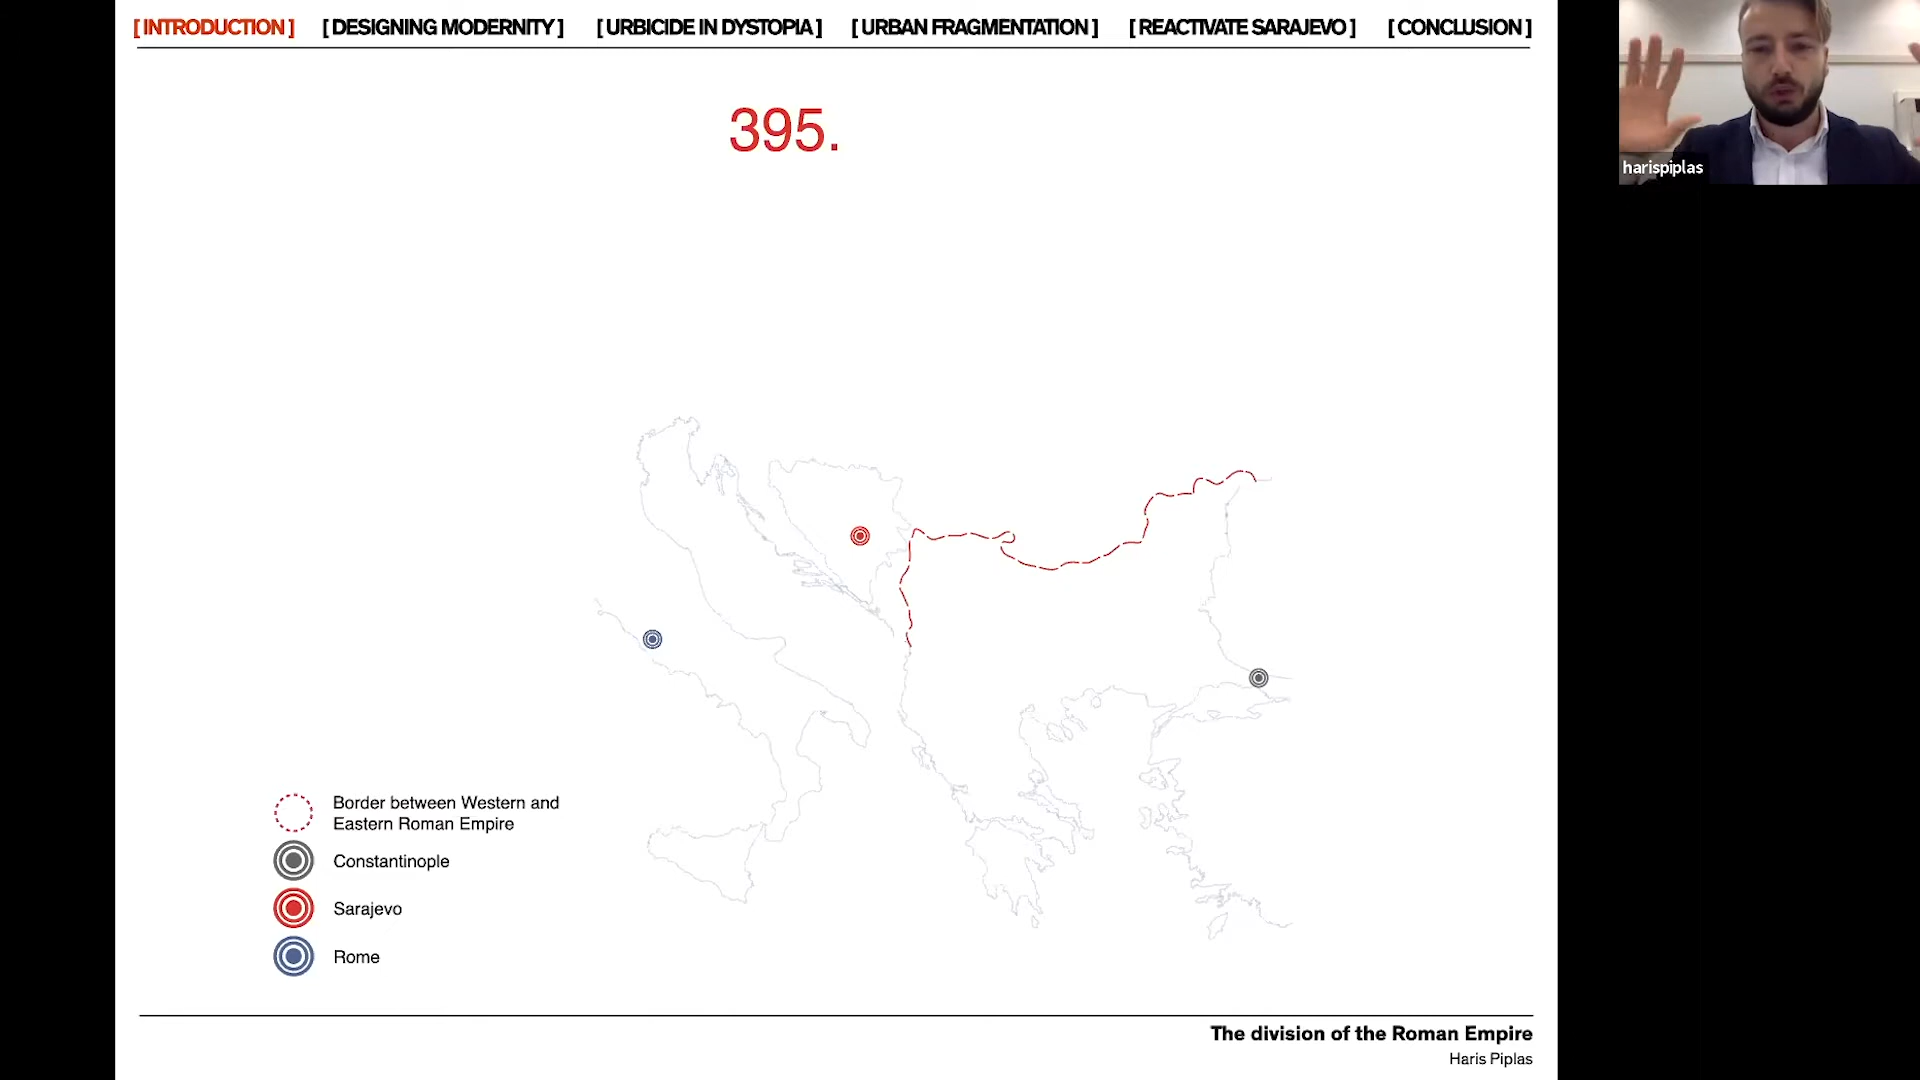 [ INTRODUCTION ] [ DESIGNING MODERNITY ] [ URBICIDE IN DYSTOPIA ] [ URBAN FRAGMENTATION ] [ REACTIVATE SARAJEVO ] [ CONCLUSION ]
harispiplas
395.
Border between Western and
Eastern Roman Empire
Constantinople
Sarajevo
Rome
The division of the Roman Empire
Haris Piplas